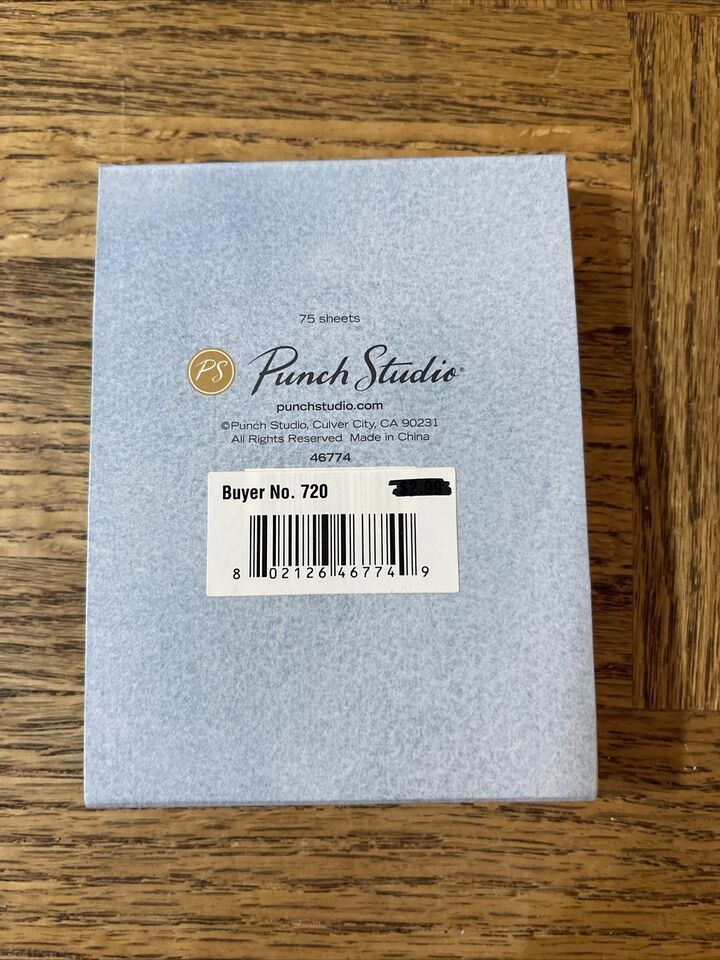 75 sheets
PS Punch Studio®
punchstudio.com
©Punch Studio, Culver City, CA 90231
All Rights Reserved Made in China
46774
Buyer No. 720
8 02126 46774 9